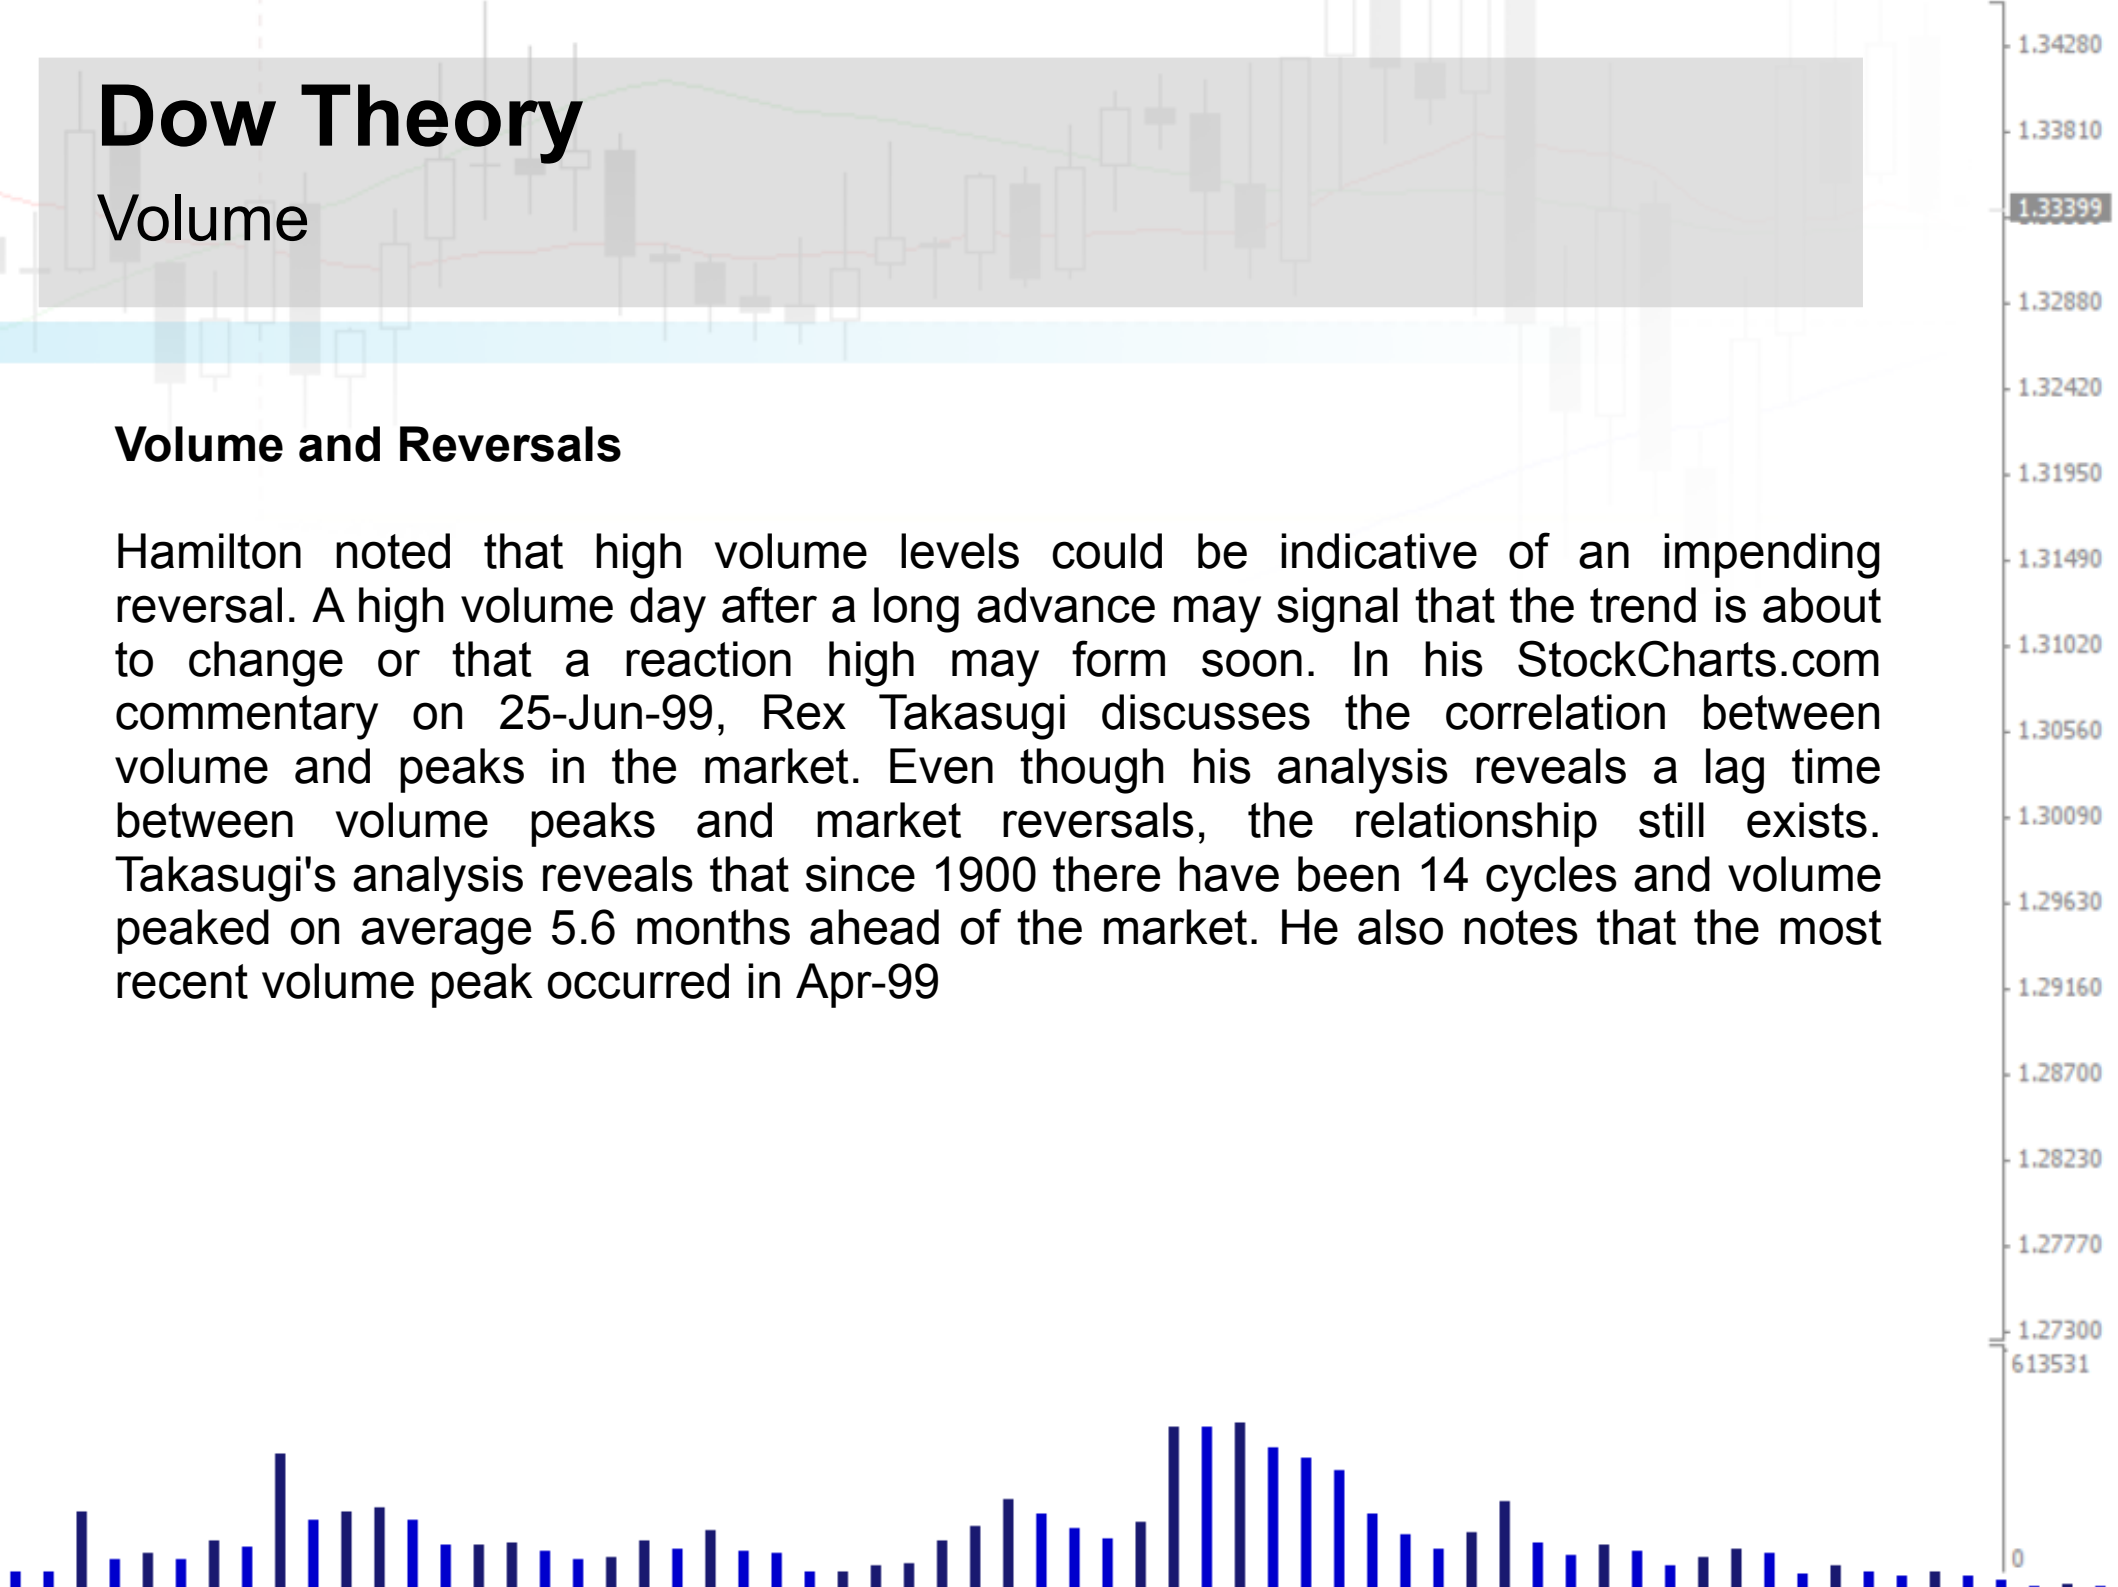 Dow Theory
Volume
Volume and Reversals
Hamilton noted that high volume levels could be indicative of an impending
reversal. A high volume day after a long advance may signal that the trend is about
to change or that a reaction high may form soon. In his StockCharts.com
commentary on 25-Jun-99, Rex Takasugi discusses the correlation between
volume and peaks in the market. Even though his analysis reveals a lag time
between volume peaks and market reversals, the relationship still exists.
Takasugi's analysis reveals that since 1900 there have been 14 cycles and volume
peaked on average 5.6 months ahead of the market. He also notes that the most
recent volume peak occurred in Apr-99
1.34280
1.33810
1.33399
1.32880
1.32420
1.31950
1.31490
1.31020
1.30560
1.30090
1.29630
1.29160
1.28700
1.28230
1.27770
1.27300
613531
0